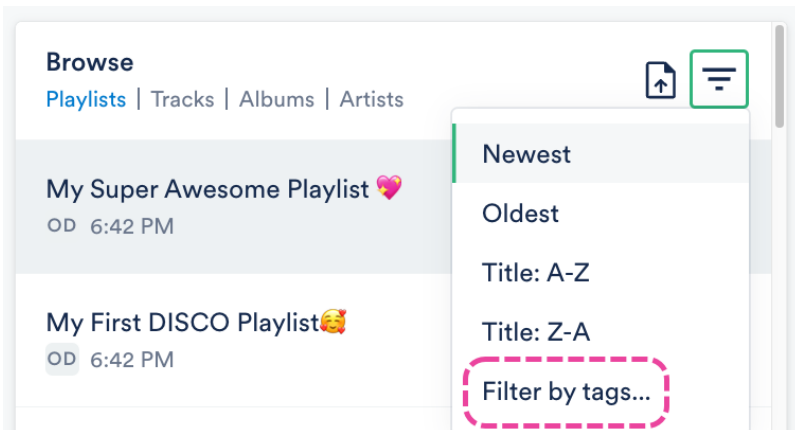 Browse
Playlists | Tracks | Albums | Artists
My Super Awesome Playlist 💖
OD 6:42 PM
My First DISCO Playlist🥰
OD 6:42 PM
Newest
Oldest
Title: A-Z
Title: Z-A
Filter by tags...